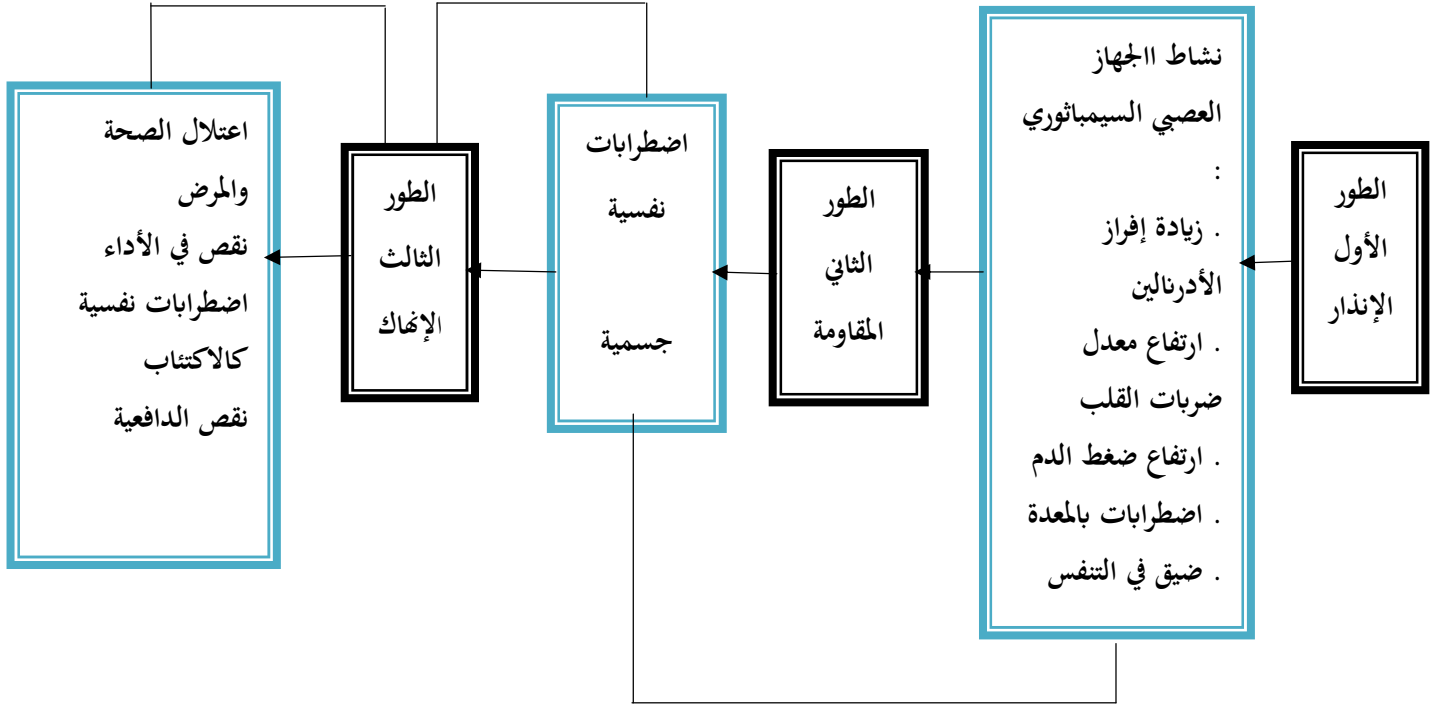 الطور
الأول
الإنذار
نشاط االجهاز
العصبي السيمباثوري
:
. زيادة إفراز
الأدرنالين
. ارتفاع معدل
ضربات القلب
. ارتفاع ضغط الدم
. اضطرابات بالمعدة
. ضيق في التنفس
الطور
الثاني
المقاومة
اضطرابات
نفسية
جسمية
الطور
الثالث
الإنهاك
اعتلال الصحة
والمرض
نقص في الأداء
اضطرابات نفسية
كالاكتئاب
نقص الدافعية